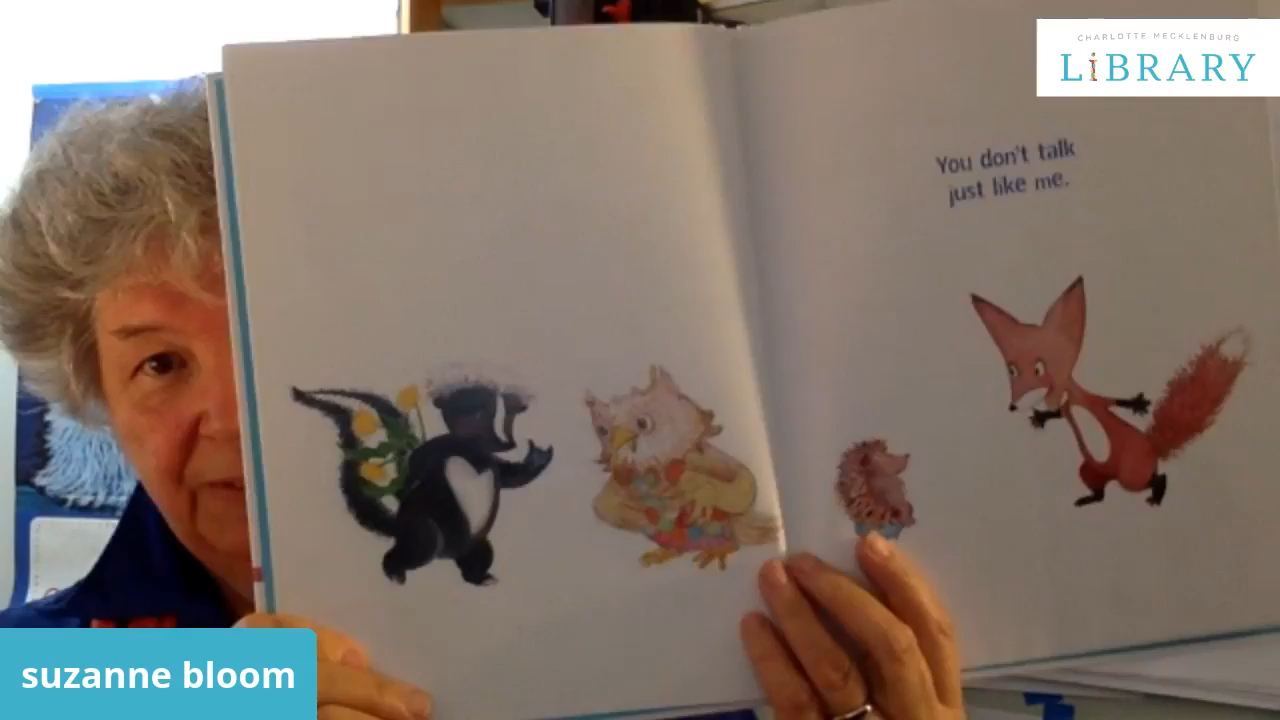 CHARLOTTE MECKLENBURG
LiBRARY
You don't talk
just like me.
suzanne bloom